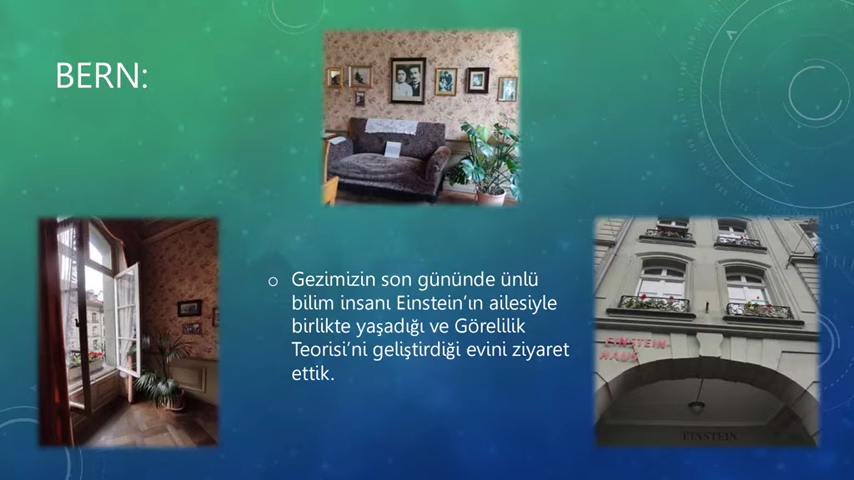 BERN:
Gezimizin son gününde ünlü
bilim insanı Einstein'ın ailesiyle
birlikte yaşadığı ve Görelilik
Teorisi'ni geliştirdiği evini ziyaret
ettik.
EINSTEIN
HAUS
EINSTEIN